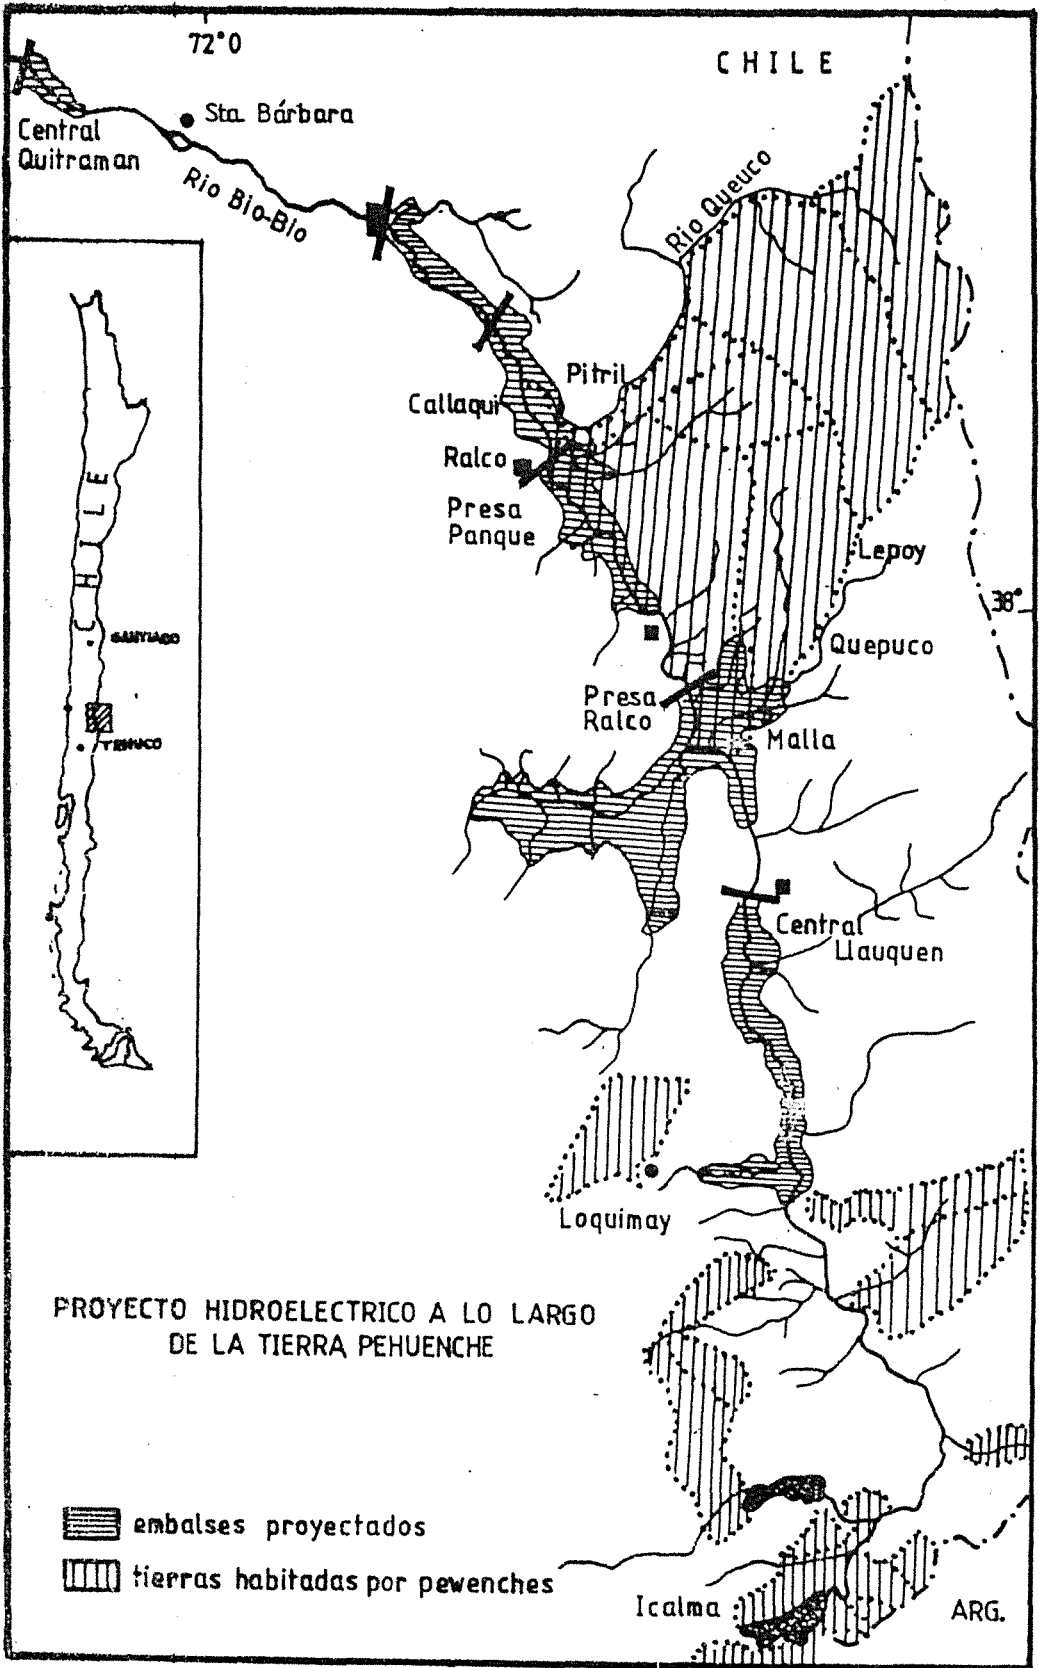 72°0
CHILE
Sta. Bárbara
Central
Quitraman
Rio Bio-Bio
Rio Queuco
CHILE
SANTIAGO
TEMUCO
Pitril
Callaqui
Ralco
Presa
Panque
Lepoy
38°
Quepuco
Presa
Ralco
Malla
Central
Llauquen
Loquimay
PROYECTO HIDROELECTRICO A LO LARGO
DE LA TIERRA PEHUENCHE
embalses proyectados
tierras habitadas por pewenches
Icalma
ARG.